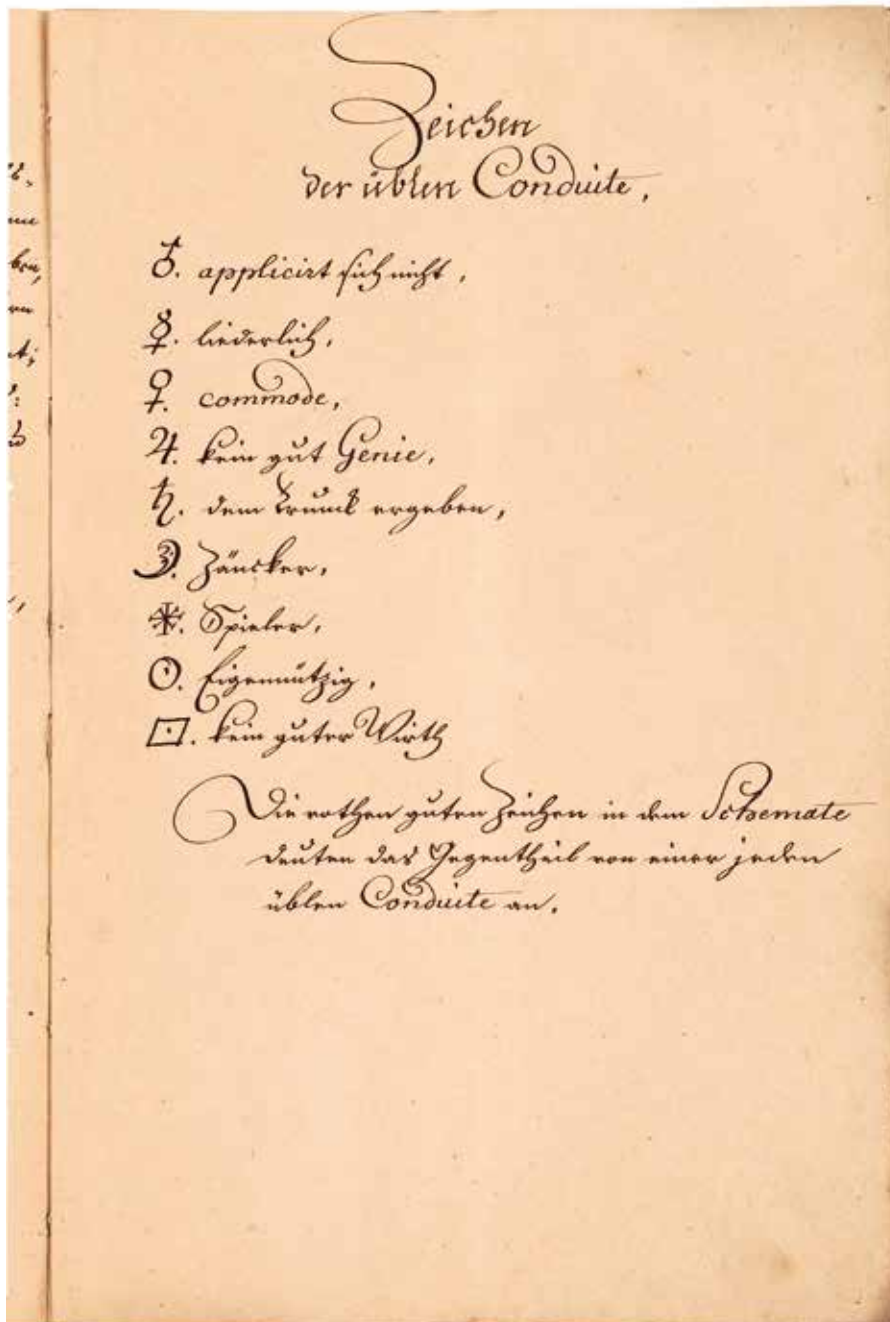 Zeichen
der üblen Conduite,
♁. applicirt sich nicht,
☿. liederlich,
♀. commode,
♃. kein gut Genie,
♄. dem Trunck ergeben,
☽. Zäncker,
✳. Spieler,
☉. Eigennützig,
⊡. kein guter Wirth
Die rothen guten Zeichen in dem Schemate
deuten das Gegentheil von einer jeden
üblen Conduite an.